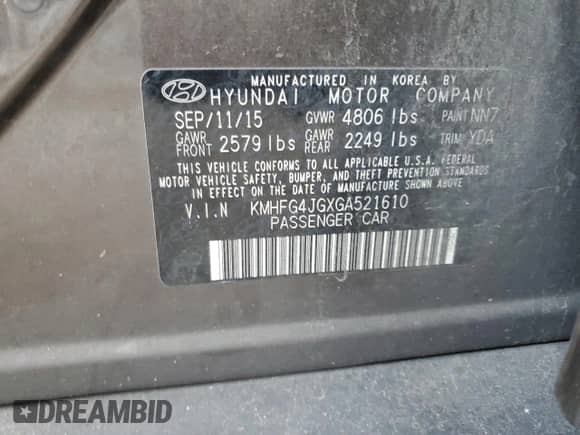 MANUFACTURED IN KOREA BY
HYUNDAI MOTOR COMPANY
SEP/11/15 GVWR 4806 lbs PAINT NN7
GAWR FRONT 2579 lbs GAWR REAR 2249 lbs TRIM YDA
THIS VEHICLE CONFORMS TO ALL APPLICABLE U.S.A. FEDERAL
MOTOR VEHICLE SAFETY, BUMPER, AND THEFT PREVENTION STANDARDS
IN EFFECT ON THE DATE OF MANUFACTURE SHOWN ABOVE
V.I.N KMHFG4JGXGA521610
PASSENGER CAR
DREAMBID